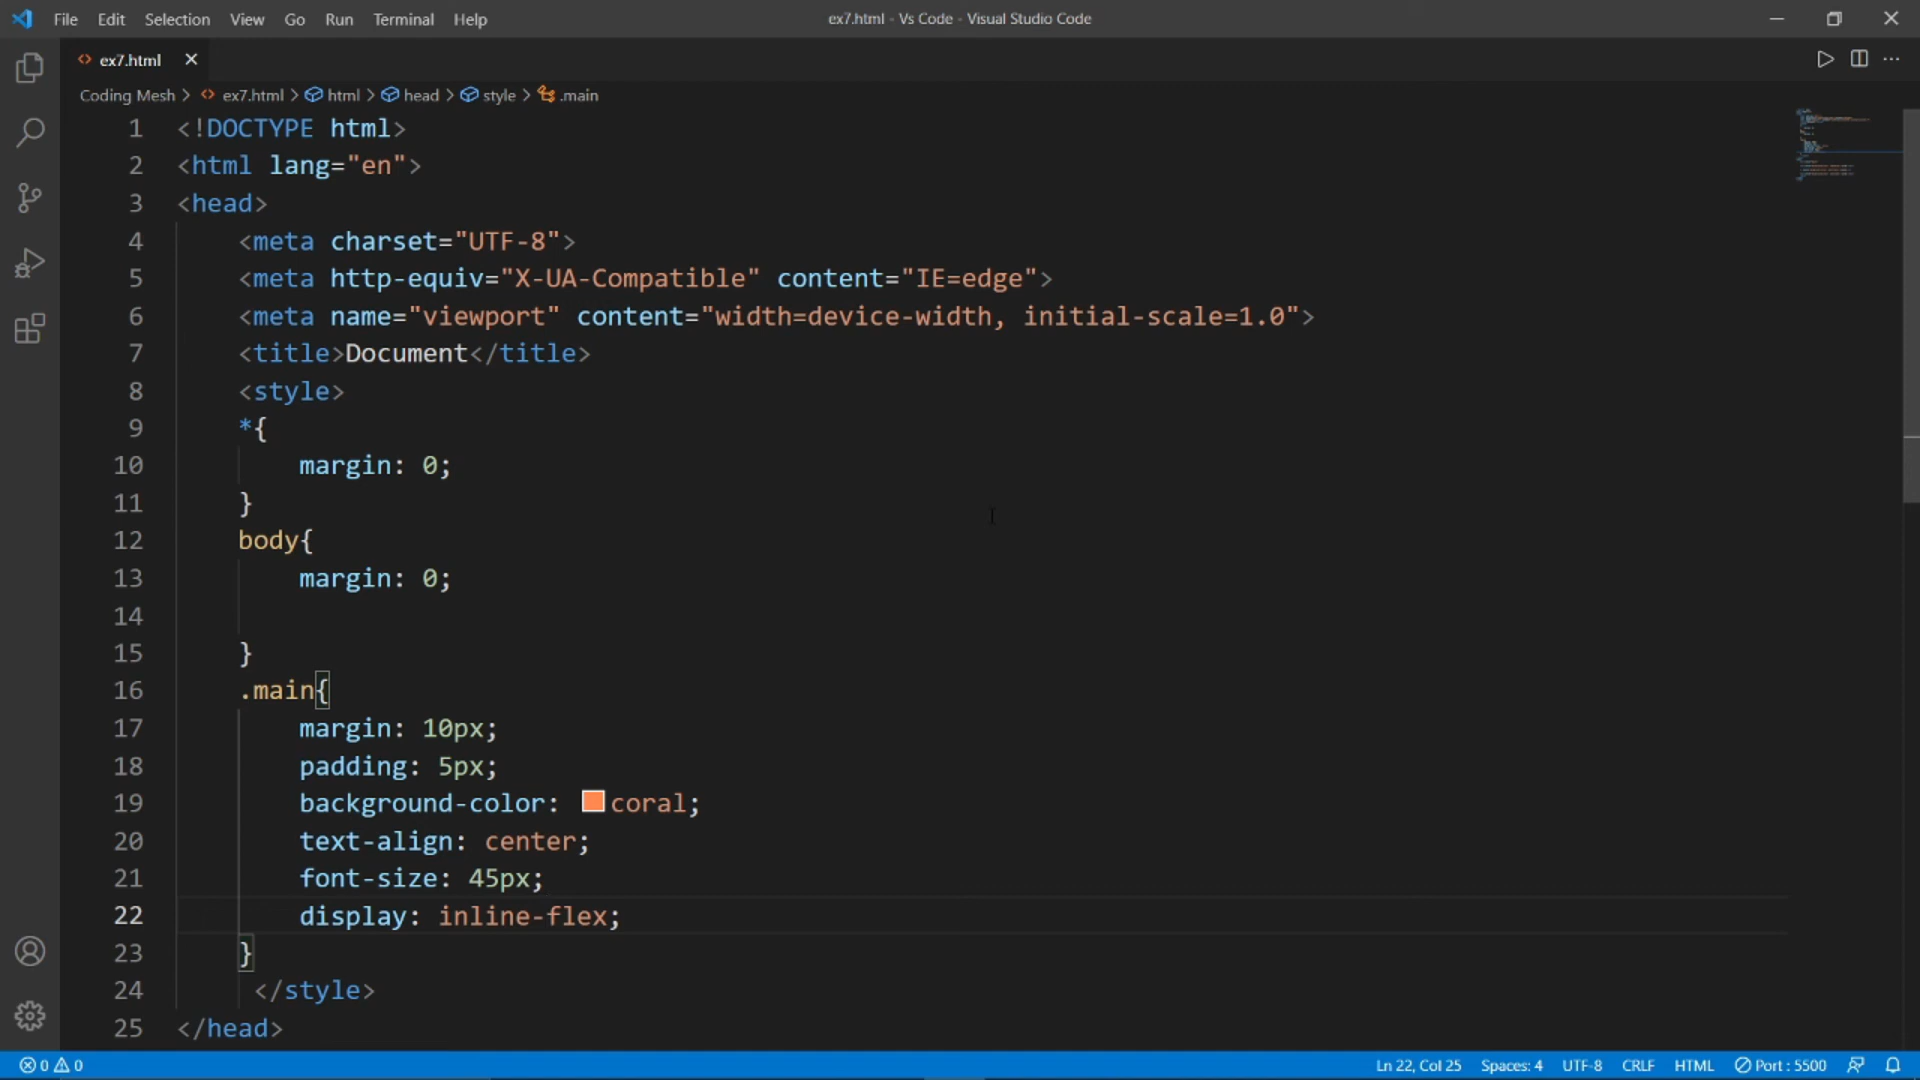 File Edit Selection View Go Run Terminal Help ex7.html - Vs Code - Visual Studio Code
ex7.html
Coding Mesh > ex7.html > html > head > style > .main
1 <!DOCTYPE html>
2 <html lang="en">
3 <head>
4 <meta charset="UTF-8">
5 <meta http-equiv="X-UA-Compatible" content="IE=edge">
6 <meta name="viewport" content="width=device-width, initial-scale=1.0">
7 <title>Document</title>
8 <style>
9 *{
10 margin: 0;
11 }
12 body{
13 margin: 0;
14
15 }
16 .main{
17 margin: 10px;
18 padding: 5px;
19 background-color: coral;
20 text-align: center;
21 font-size: 45px;
22 display: inline-flex;
23 }
24 </style>
25 </head>
0 0 Ln 22, Col 25 Spaces: 4 UTF-8 CRLF HTML Port : 5500